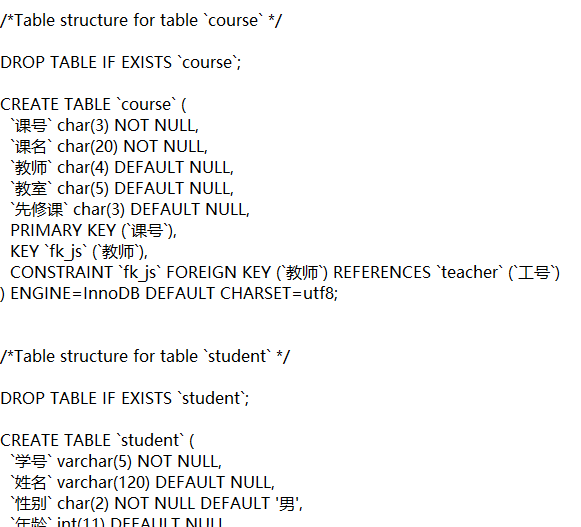 /*Table structure for table `course` */
DROP TABLE IF EXISTS `course`;
CREATE TABLE `course` (
`课号` char(3) NOT NULL,
`课名` char(20) NOT NULL,
`教师` char(4) DEFAULT NULL,
`教室` char(5) DEFAULT NULL,
`先修课` char(3) DEFAULT NULL,
PRIMARY KEY (`课号`),
KEY `fk_js` (`教师`),
CONSTRAINT `fk_js` FOREIGN KEY (`教师`) REFERENCES `teacher` (`工号`)
) ENGINE=InnoDB DEFAULT CHARSET=utf8;
/*Table structure for table `student` */
DROP TABLE IF EXISTS `student`;
CREATE TABLE `student` (
`学号` varchar(5) NOT NULL,
`姓名` varchar(120) DEFAULT NULL,
`性别` char(2) NOT NULL DEFAULT '男',
`年龄` int(11) DEFAULT NULL